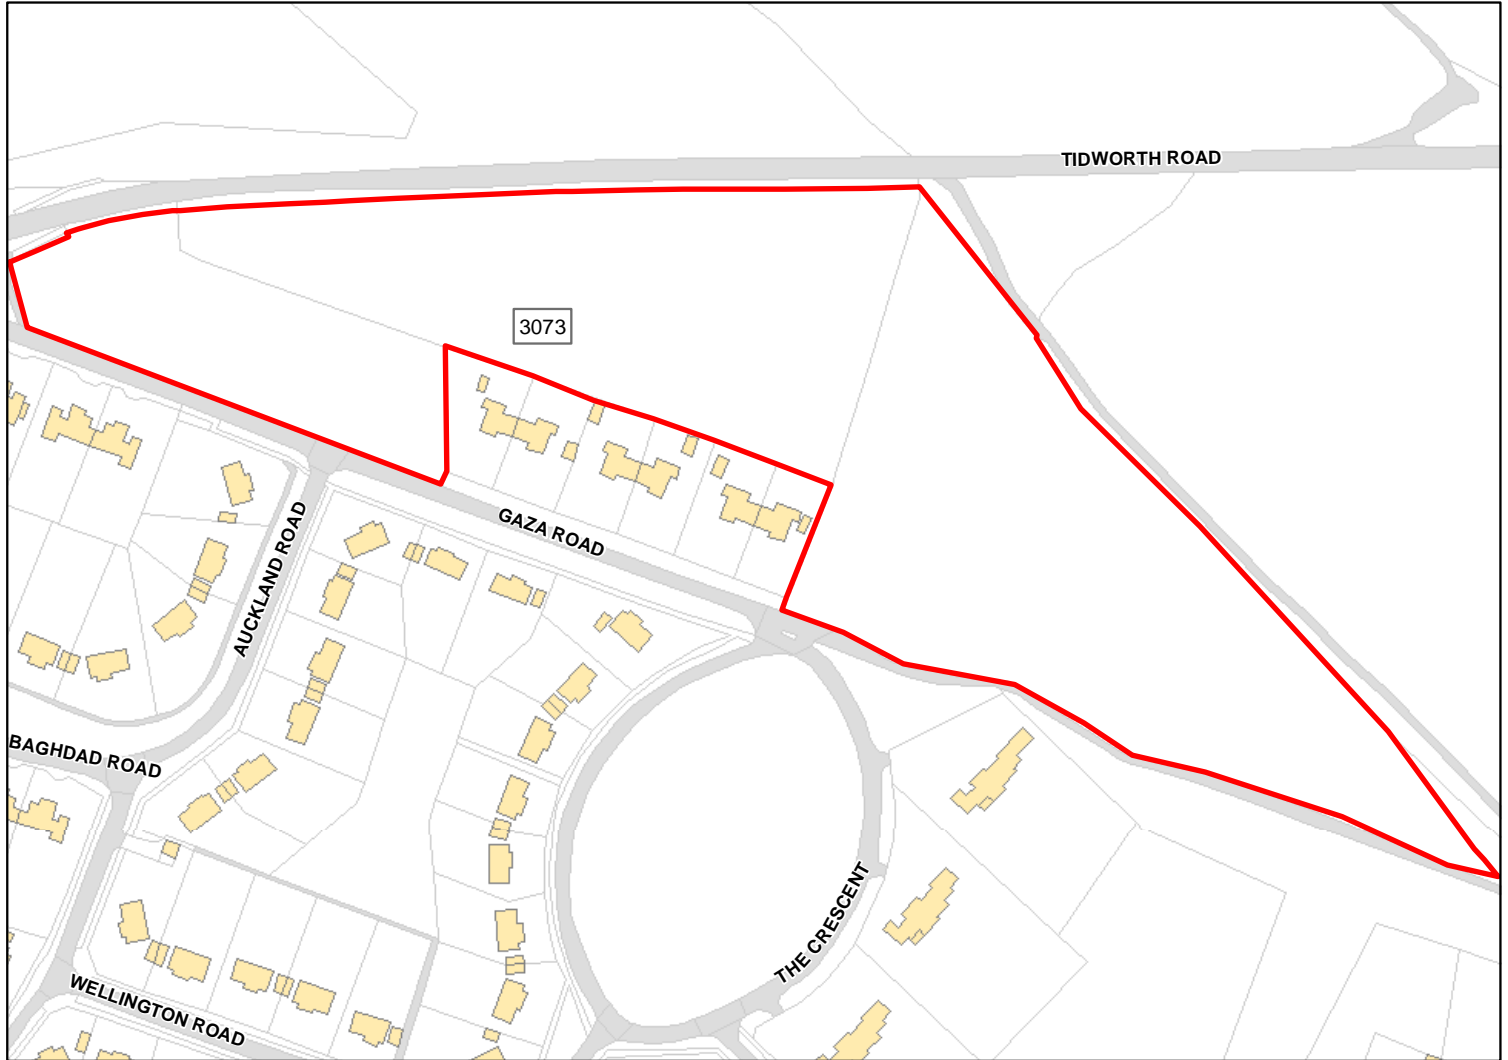 TIDWORTH ROAD
3073
GAZA ROAD
AUCKLAND ROAD
BAGHDAD ROAD
THE CRESCENT
WELLINGTON ROAD